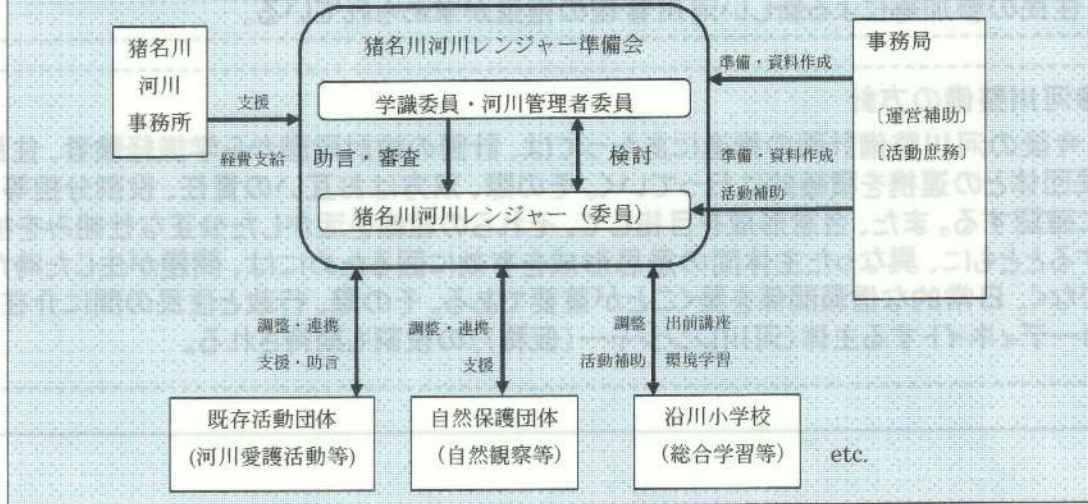 猪名川
河川
事務所
支援
経費支給
猪名川河川レンジャー準備会
学識委員・河川管理者委員
助言・審査
検討
猪名川河川レンジャー（委員）
準備・資料作成
準備・資料作成
活動補助
事務局
〔運営補助〕
〔活動庶務〕
調整・連携
支援・助言
調整・連携
支援
調整
活動補助
出前講座
環境学習
既存活動団体
(河川愛護活動等)
自然保護団体
(自然観察等)
沿川小学校
(総合学習等)
etc.